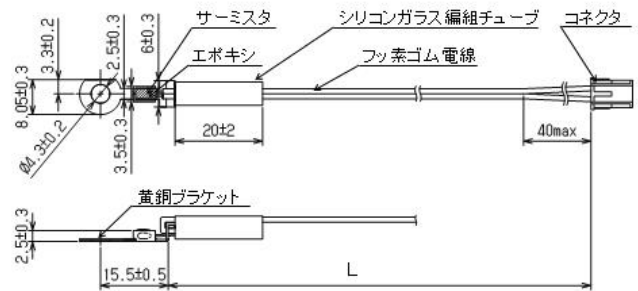 サーミスタ
シリコンガラス編組チューブ
コネクタ
エポキシ
フッ素ゴム電線
3.3±0.2
2.5±0.3
6±0.3
8.05±0.3
Ø4.3±0.2
3.5±0.3
20±2
40max
黄銅ブラケット
2.5±0.3
15.5±0.5
L